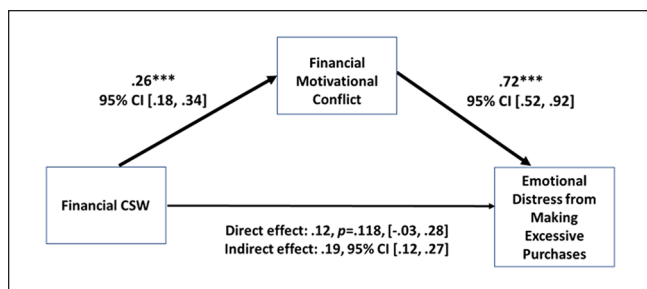 Financial
Motivational
Conflict
.26***
95% CI [.18, .34]
.72***
95% CI [.52, .92]
Financial CSW
Emotional
Distress from
Making
Excessive
Purchases
Direct effect: .12, p=.118, [-.03, .28]
Indirect effect: .19, 95% CI [.12, .27]